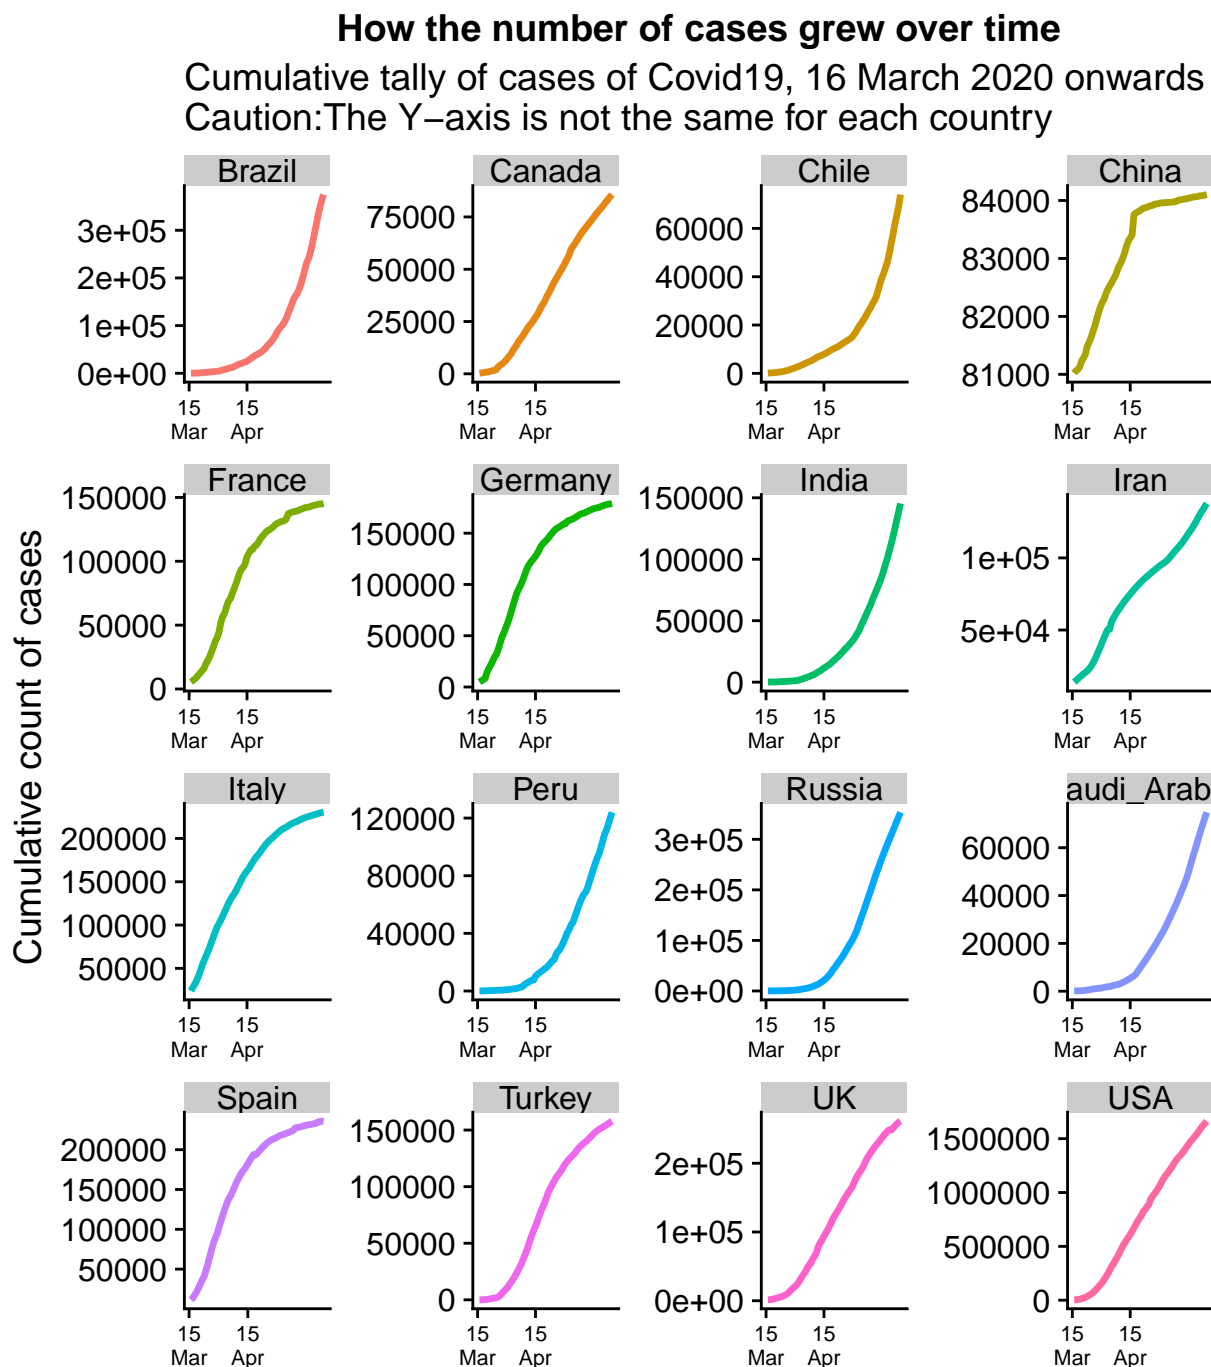 How the number of cases grew over time
Cumulative tally of cases of Covid19, 16 March 2020 onwards
Caution:The Y−axis is not the same for each country
Cumulative count of cases
Brazil
3e+05
2e+05
1e+05
0e+00
15 Mar
15 Apr
Canada
75000
50000
25000
0
15 Mar
15 Apr
Chile
60000
40000
20000
0
15 Mar
15 Apr
China
84000
83000
82000
81000
15 Mar
15 Apr
France
150000
100000
50000
0
15 Mar
15 Apr
Germany
150000
100000
50000
0
15 Mar
15 Apr
India
150000
100000
50000
0
15 Mar
15 Apr
Iran
1e+05
5e+04
15 Mar
15 Apr
Italy
200000
150000
100000
50000
15 Mar
15 Apr
Peru
120000
80000
40000
0
15 Mar
15 Apr
Russia
3e+05
2e+05
1e+05
0e+00
15 Mar
15 Apr
audi_Arab
60000
40000
20000
0
15 Mar
15 Apr
Spain
200000
150000
100000
50000
15 Mar
15 Apr
Turkey
150000
100000
50000
0
15 Mar
15 Apr
UK
2e+05
1e+05
0e+00
15 Mar
15 Apr
USA
1500000
1000000
500000
0
15 Mar
15 Apr